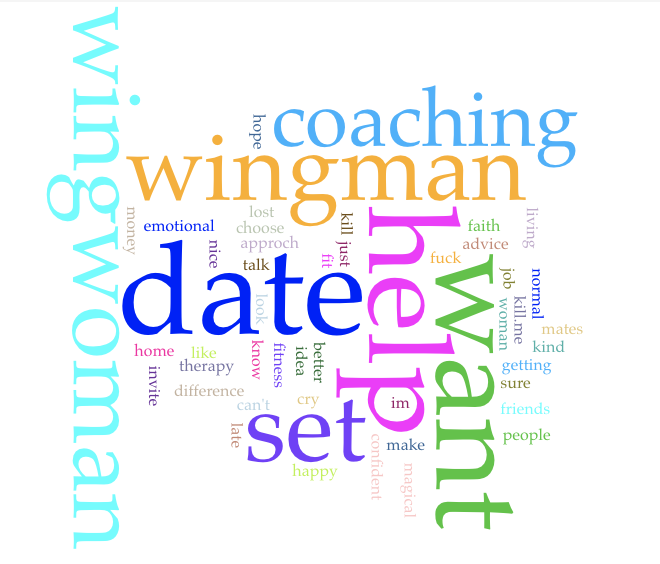 wingwoman
coaching
hope
wingman
money
emotional
nice
lost
choose
approch
talk
kill
just
fit
help
faith
advice
fuck
living
date
look
want
job
woman
kill.me
normal
mates
kind
home
like
therapy
know
fitness
idea
better
getting
sure
invite
difference
can't
cry
im
friends
late
set
confident
make
people
happy
magical